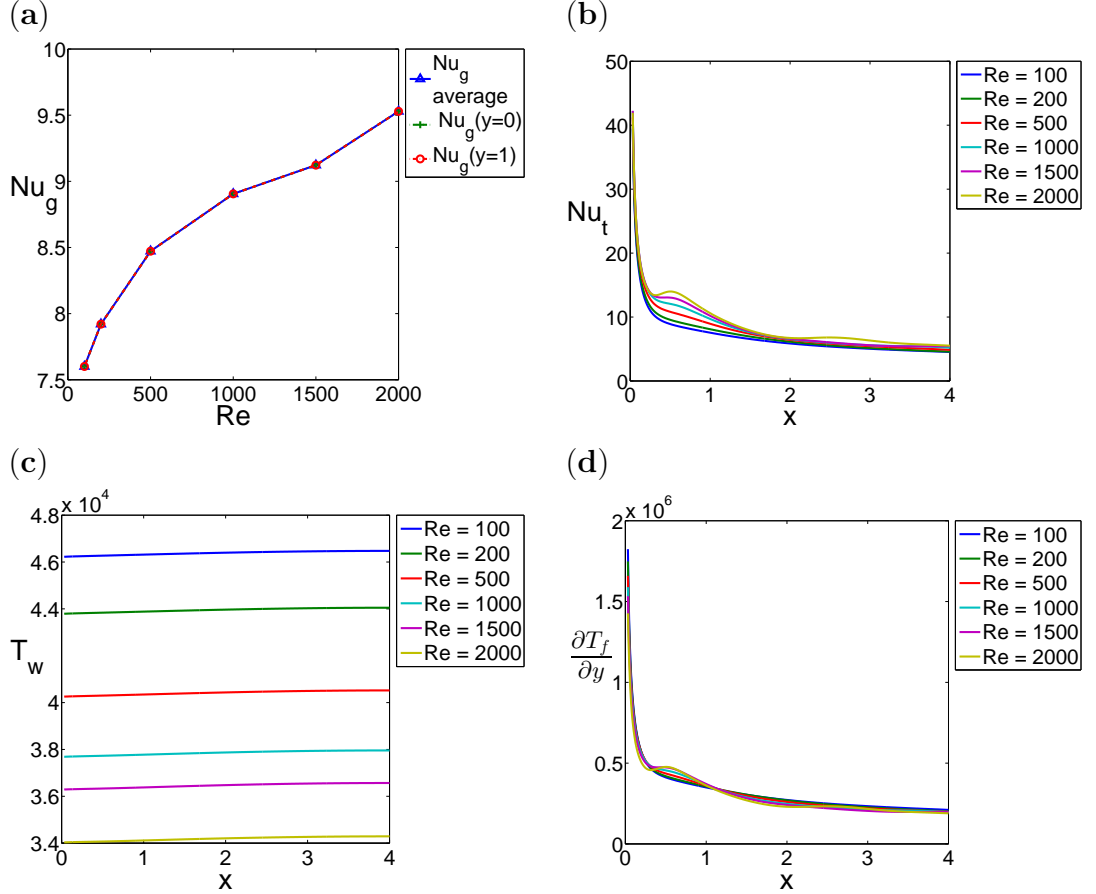 (a)
10
9.5
9
8.5
8
7.5
Nu_g
0
500
1000
1500
2000
Re
Nu_g
average
Nu_g(y=0)
Nu_g(y=1)
(b)
50
40
30
20
10
0
Nu_t
0
1
2
3
4
x
Re = 100
Re = 200
Re = 500
Re = 1000
Re = 1500
Re = 2000
(c)
x 10^4
4.8
4.6
4.4
4.2
4
3.8
3.6
3.4
T_w
0
1
2
3
4
x
Re = 100
Re = 200
Re = 500
Re = 1000
Re = 1500
Re = 2000
(d)
x 10^6
2
1.5
1
0.5
0
∂T_f
∂y
0
1
2
3
4
x
Re = 100
Re = 200
Re = 500
Re = 1000
Re = 1500
Re = 2000